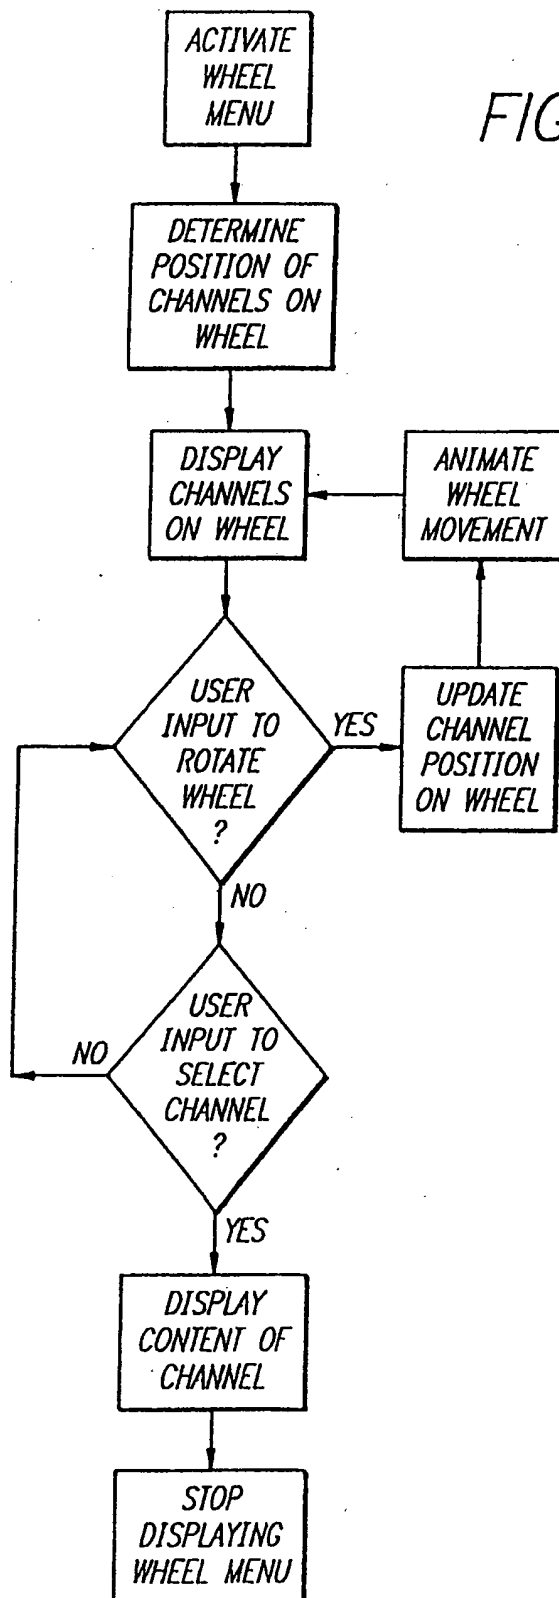 ACTIVATE
WHEEL
MENU
FIG
DETERMINE
POSITION OF
CHANNELS ON
WHEEL
DISPLAY
CHANNELS
ON WHEEL
ANIMATE
WHEEL
MOVEMENT
USER
INPUT TO
ROTATE
WHEEL
?
YES
UPDATE
CHANNEL
POSITION
ON WHEEL
NO
USER
INPUT TO
SELECT
CHANNEL
?
NO
YES
DISPLAY
CONTENT OF
CHANNEL
STOP
DISPLAYING
WHEEL MENU